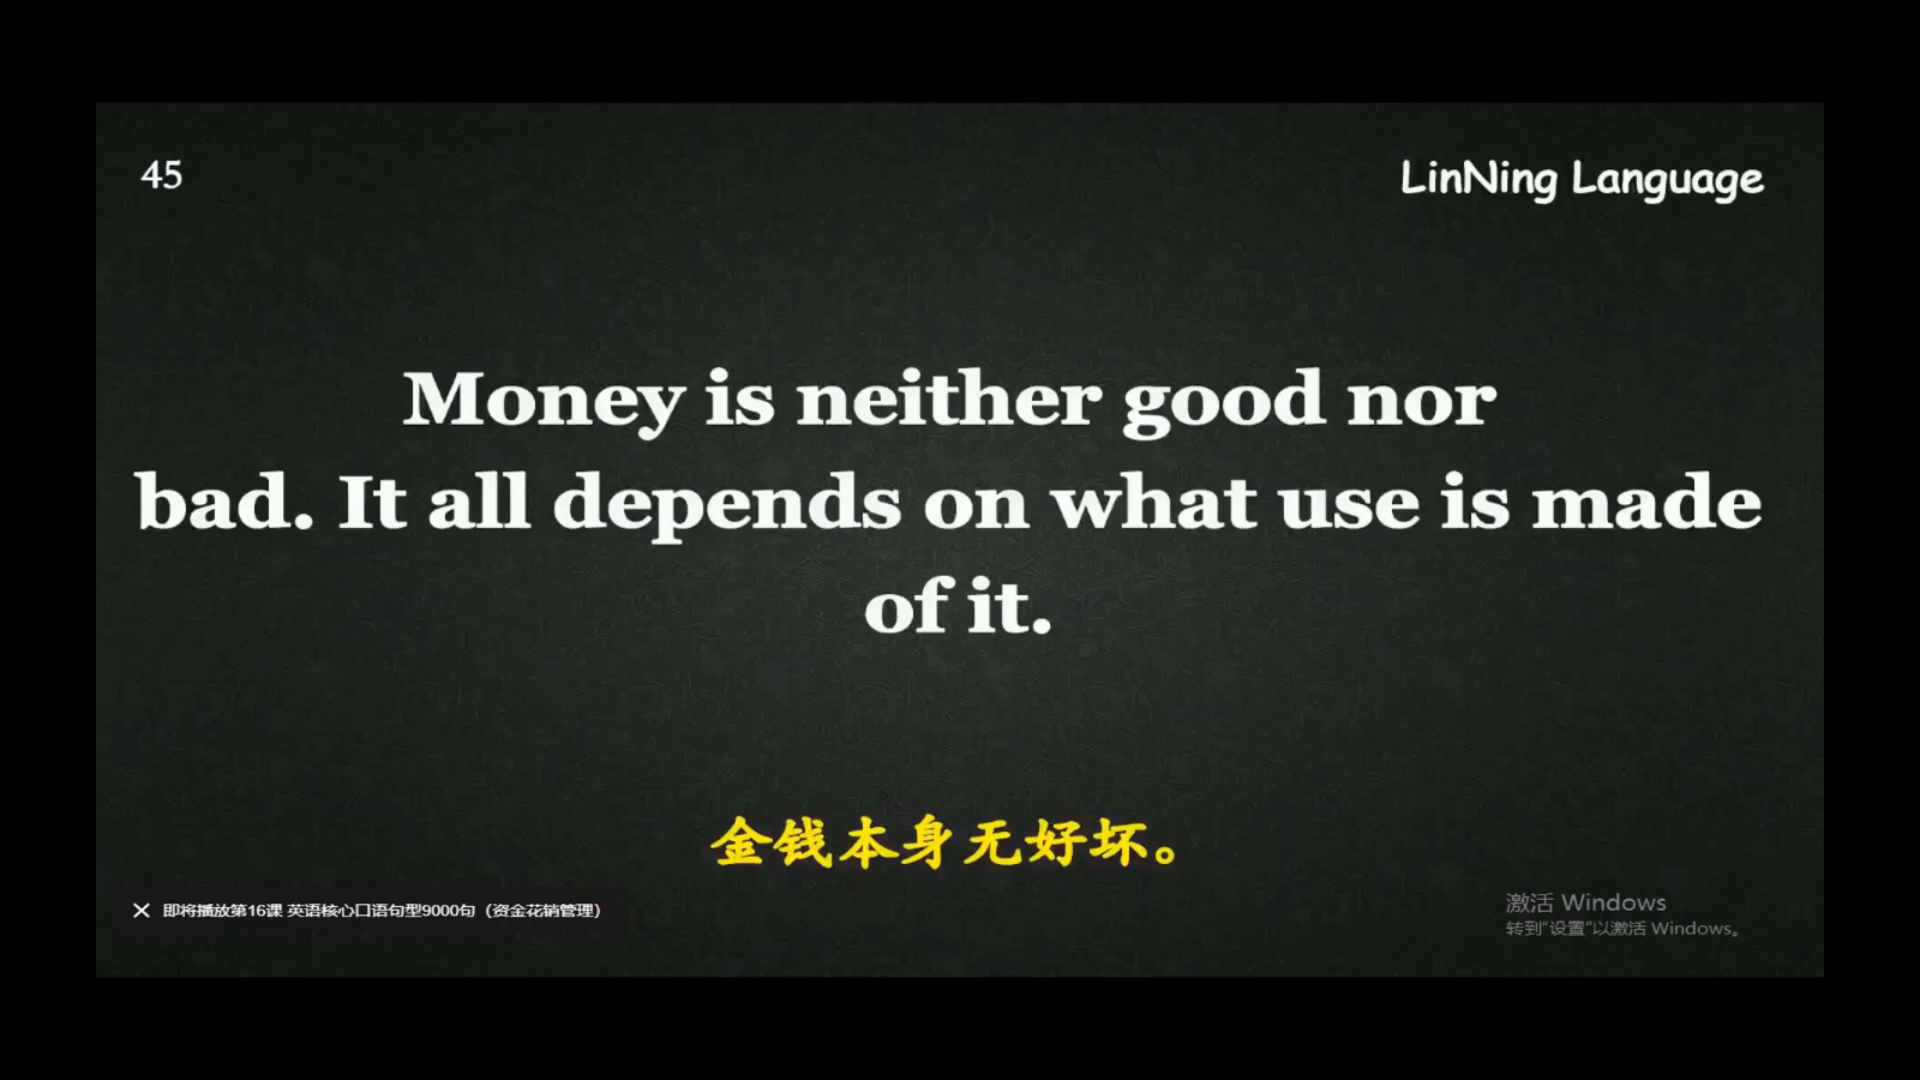 45
LinNing Language
Money is neither good nor
bad. It all depends on what use is made
of it.
金钱本身无好坏。
即将播放第16课 英语核心口语句型9000句（资金花销管理）
激活 Windows
转到“设置”以激活 Windows。